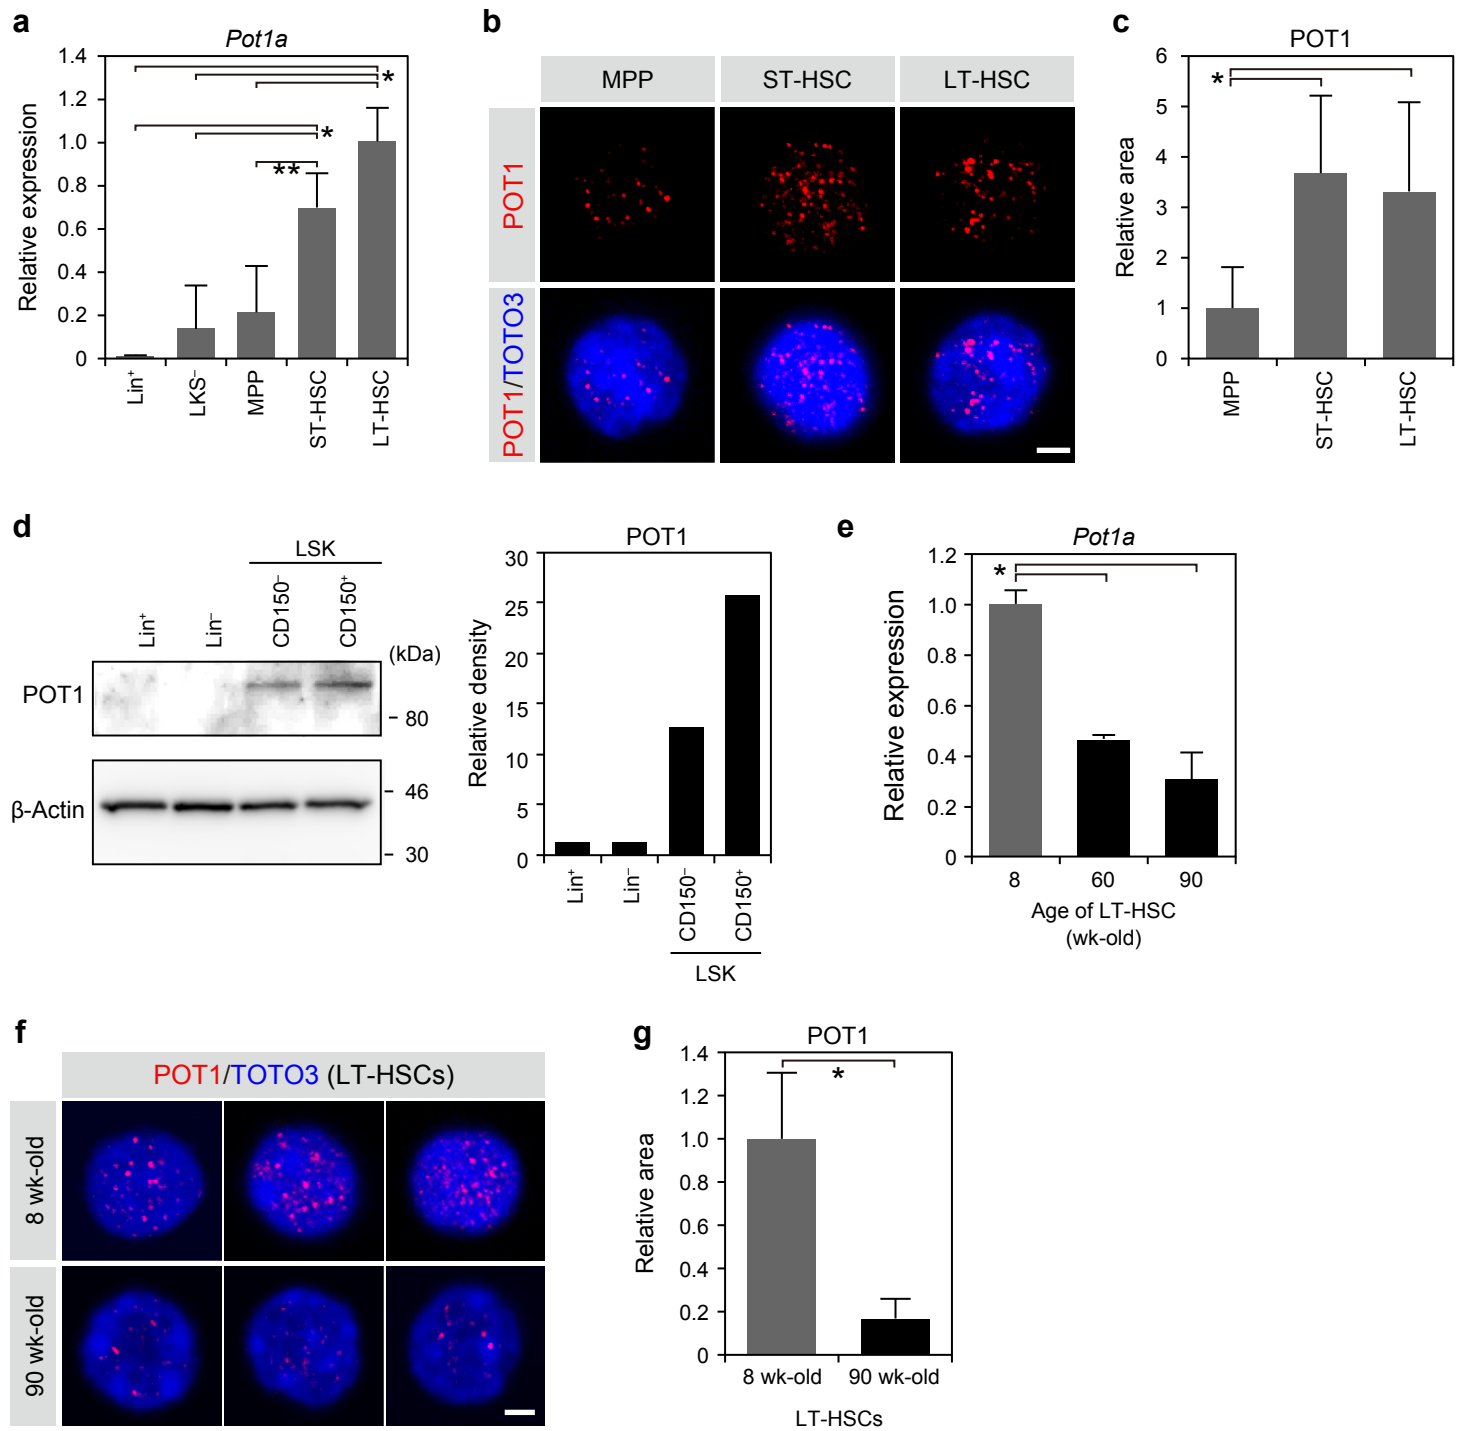 a
Pot1a
Relative expression
1.4
1.2
1.0
0.8
0.6
0.4
0.2
0
*
*
**
Lin⁺
LKS⁻
MPP
ST-HSC
LT-HSC
b
MPP
ST-HSC
LT-HSC
POT1
POT1/TOTO3
c
POT1
Relative area
6
5
4
3
2
1
0
*
MPP
ST-HSC
LT-HSC
d
LSK
Lin⁺
Lin⁻
CD150⁻
CD150⁺
(kDa)
POT1
80
β-Actin
46
30
POT1
Relative density
30
25
20
15
10
5
0
Lin⁺
Lin⁻
CD150⁻
CD150⁺
LSK
e
Pot1a
Relative expression
1.2
1.0
0.8
0.6
0.4
0.2
0
*
8
60
90
Age of LT-HSC
(wk-old)
f
POT1/TOTO3 (LT-HSCs)
8 wk-old
90 wk-old
g
POT1
Relative area
1.4
1.2
1.0
0.8
0.6
0.4
0.2
0
*
8 wk-old
90 wk-old
LT-HSCs